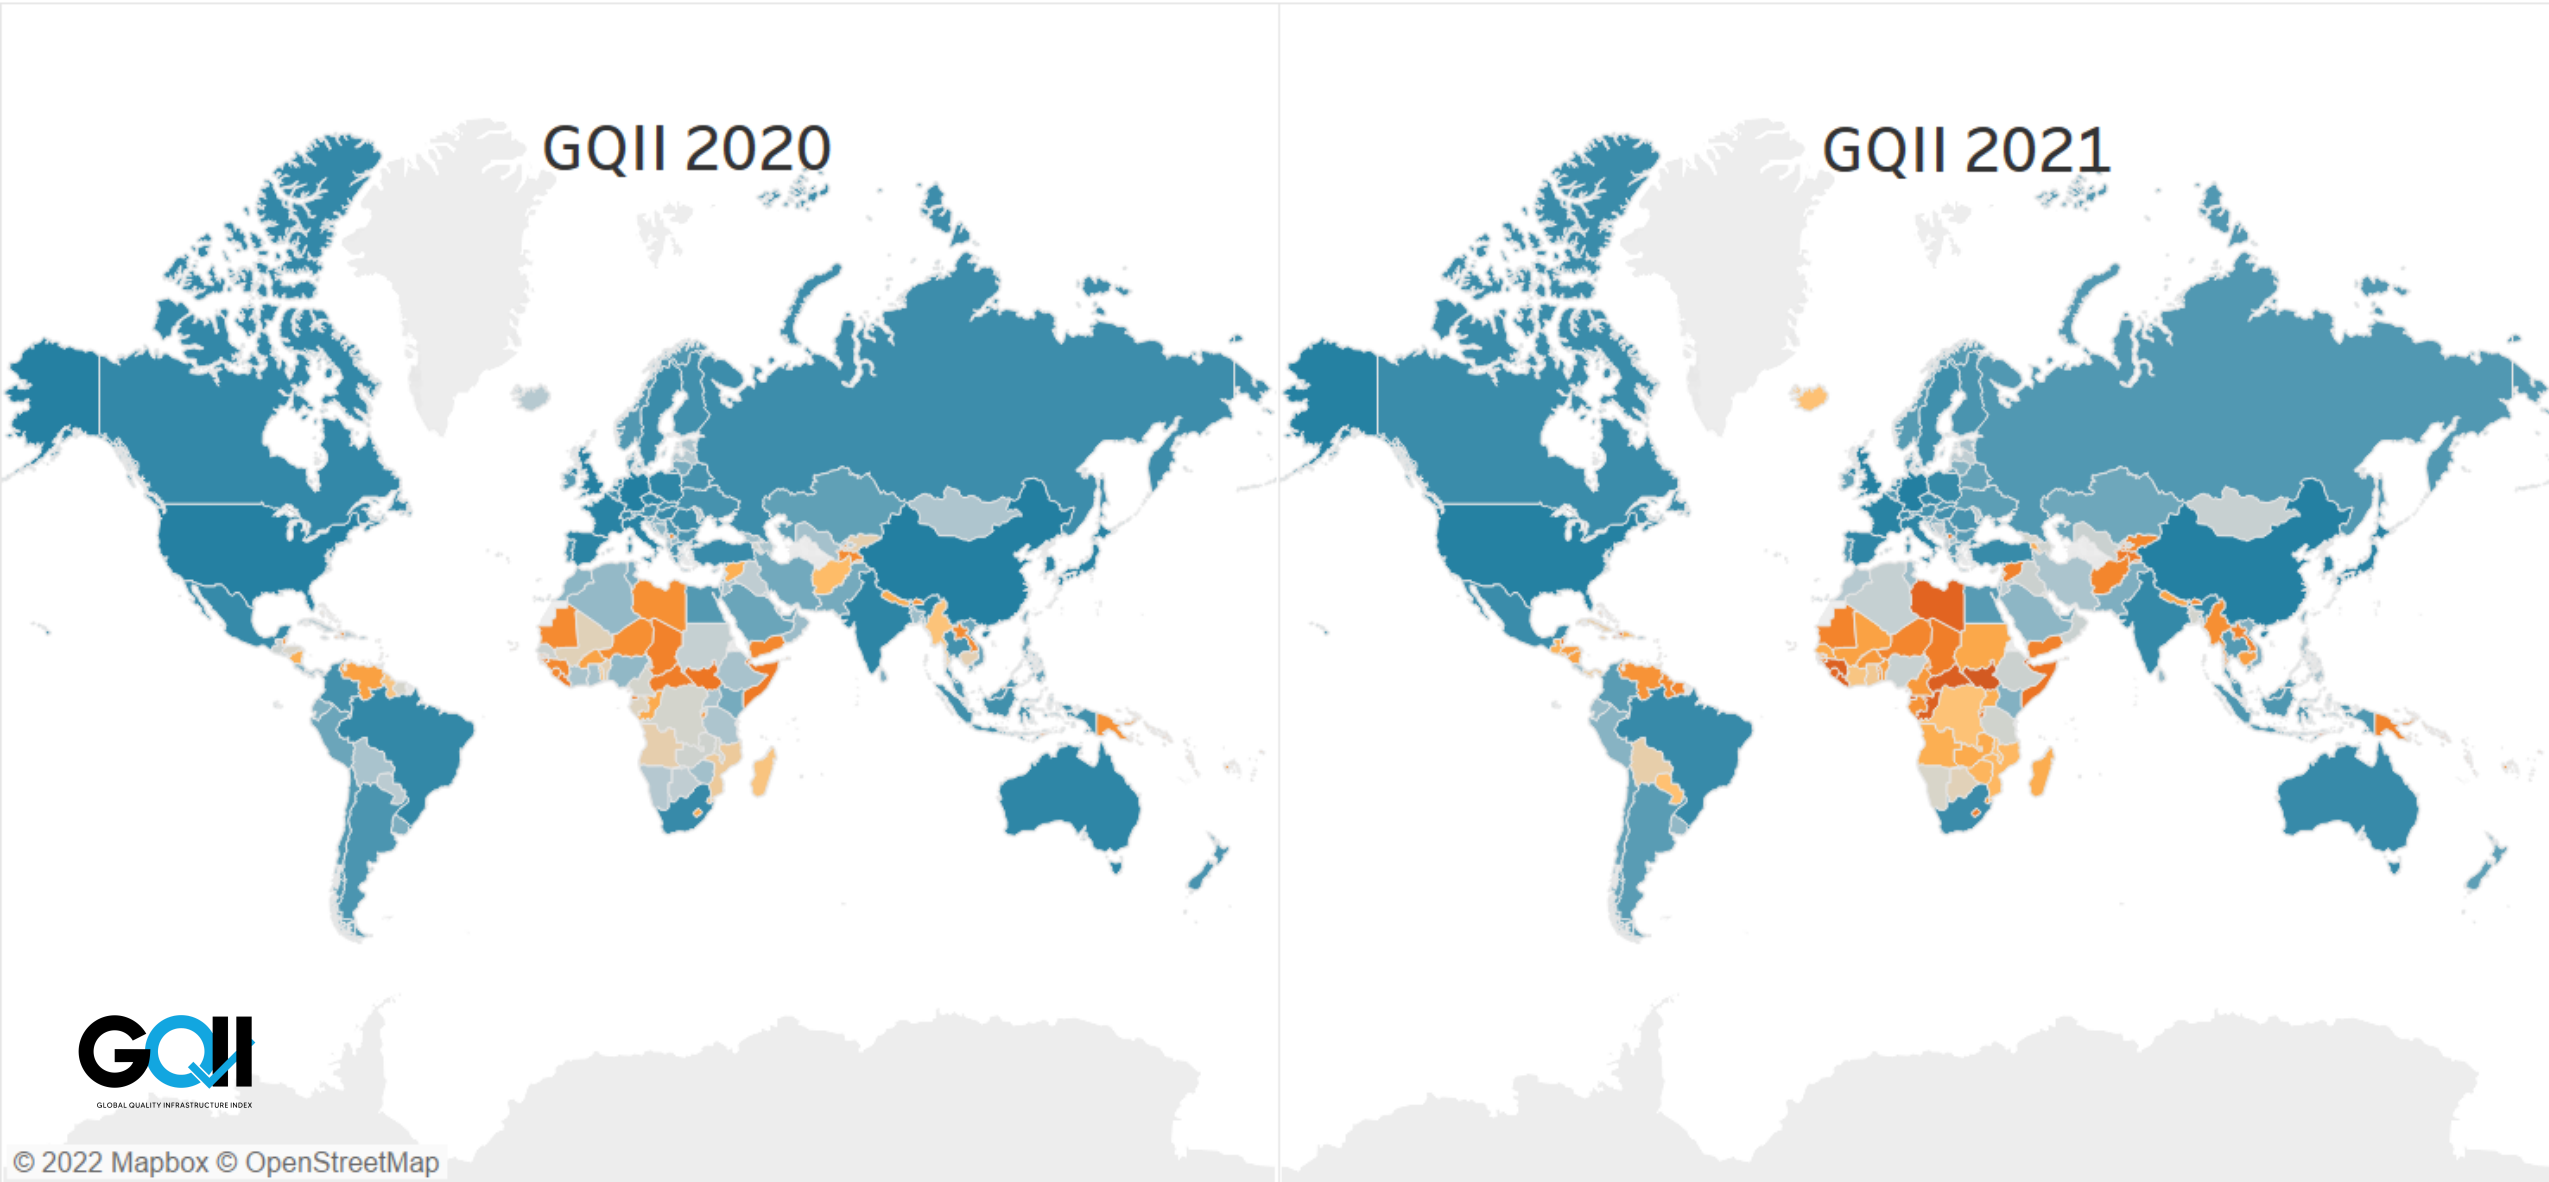 GQII 2020
GQII 2021
GQII
GLOBAL QUALITY INFRASTRUCTURE INDEX
© 2022 Mapbox © OpenStreetMap